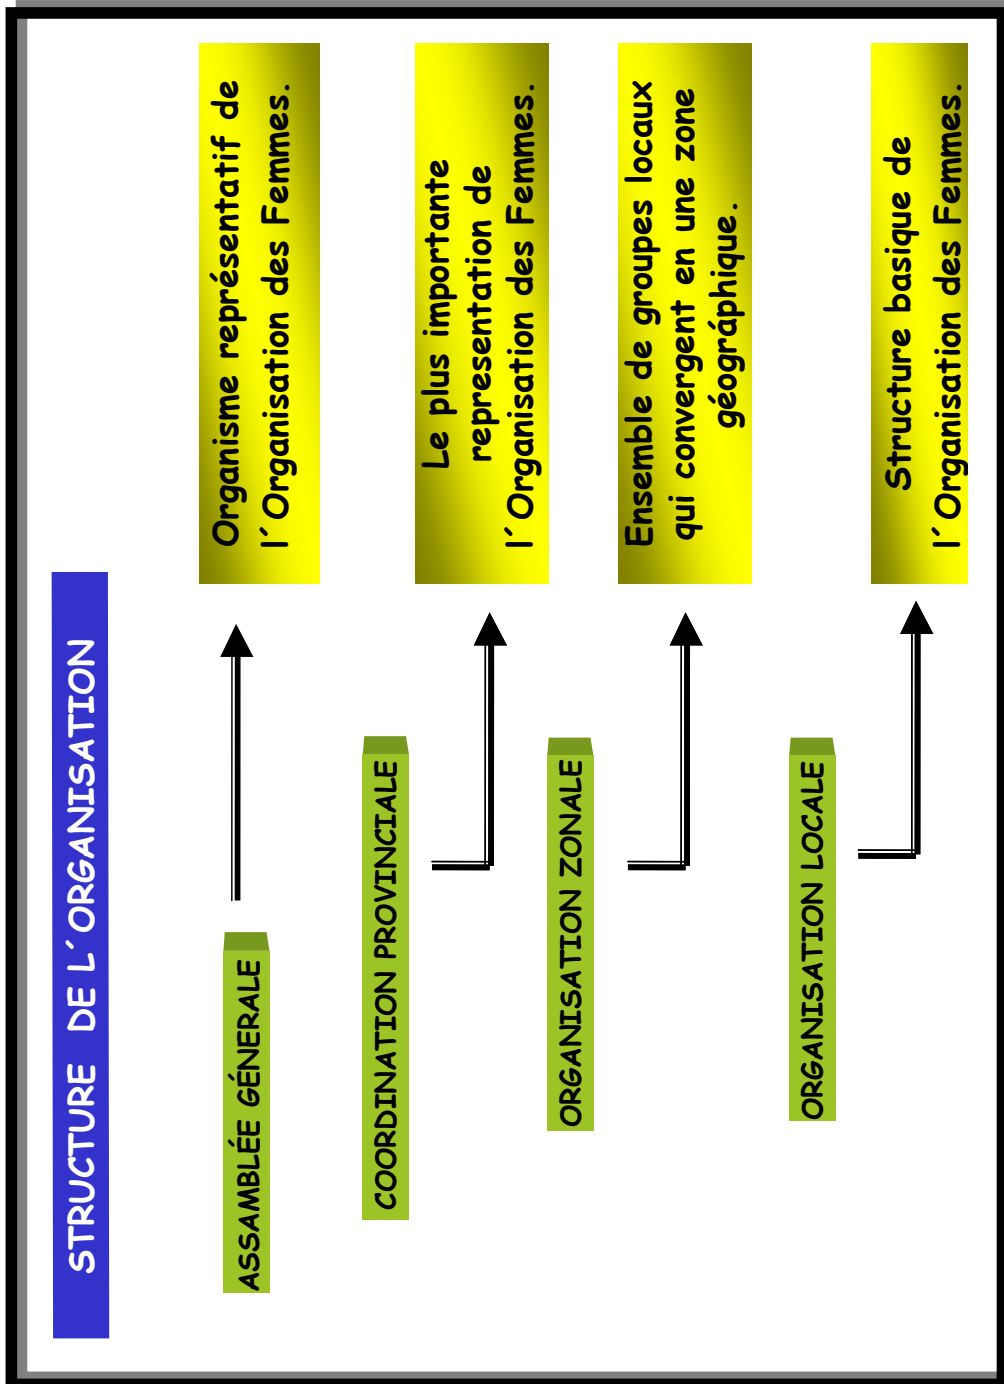 STRUCTURE DE L´ORGANISATION
ASSAMBLÉE GÉNERALE
Organisme représentatif de
l´Organisation des Femmes.
COORDINATION PROVINCIALE
Le plus importante
representation de
l´Organisation des Femmes.
ORGANISATION ZONALE
Ensemble de groupes locaux
qui convergent en une zone
géográphique.
ORGANISATION LOCALE
Structure basique de
l´Organisation des Femmes.